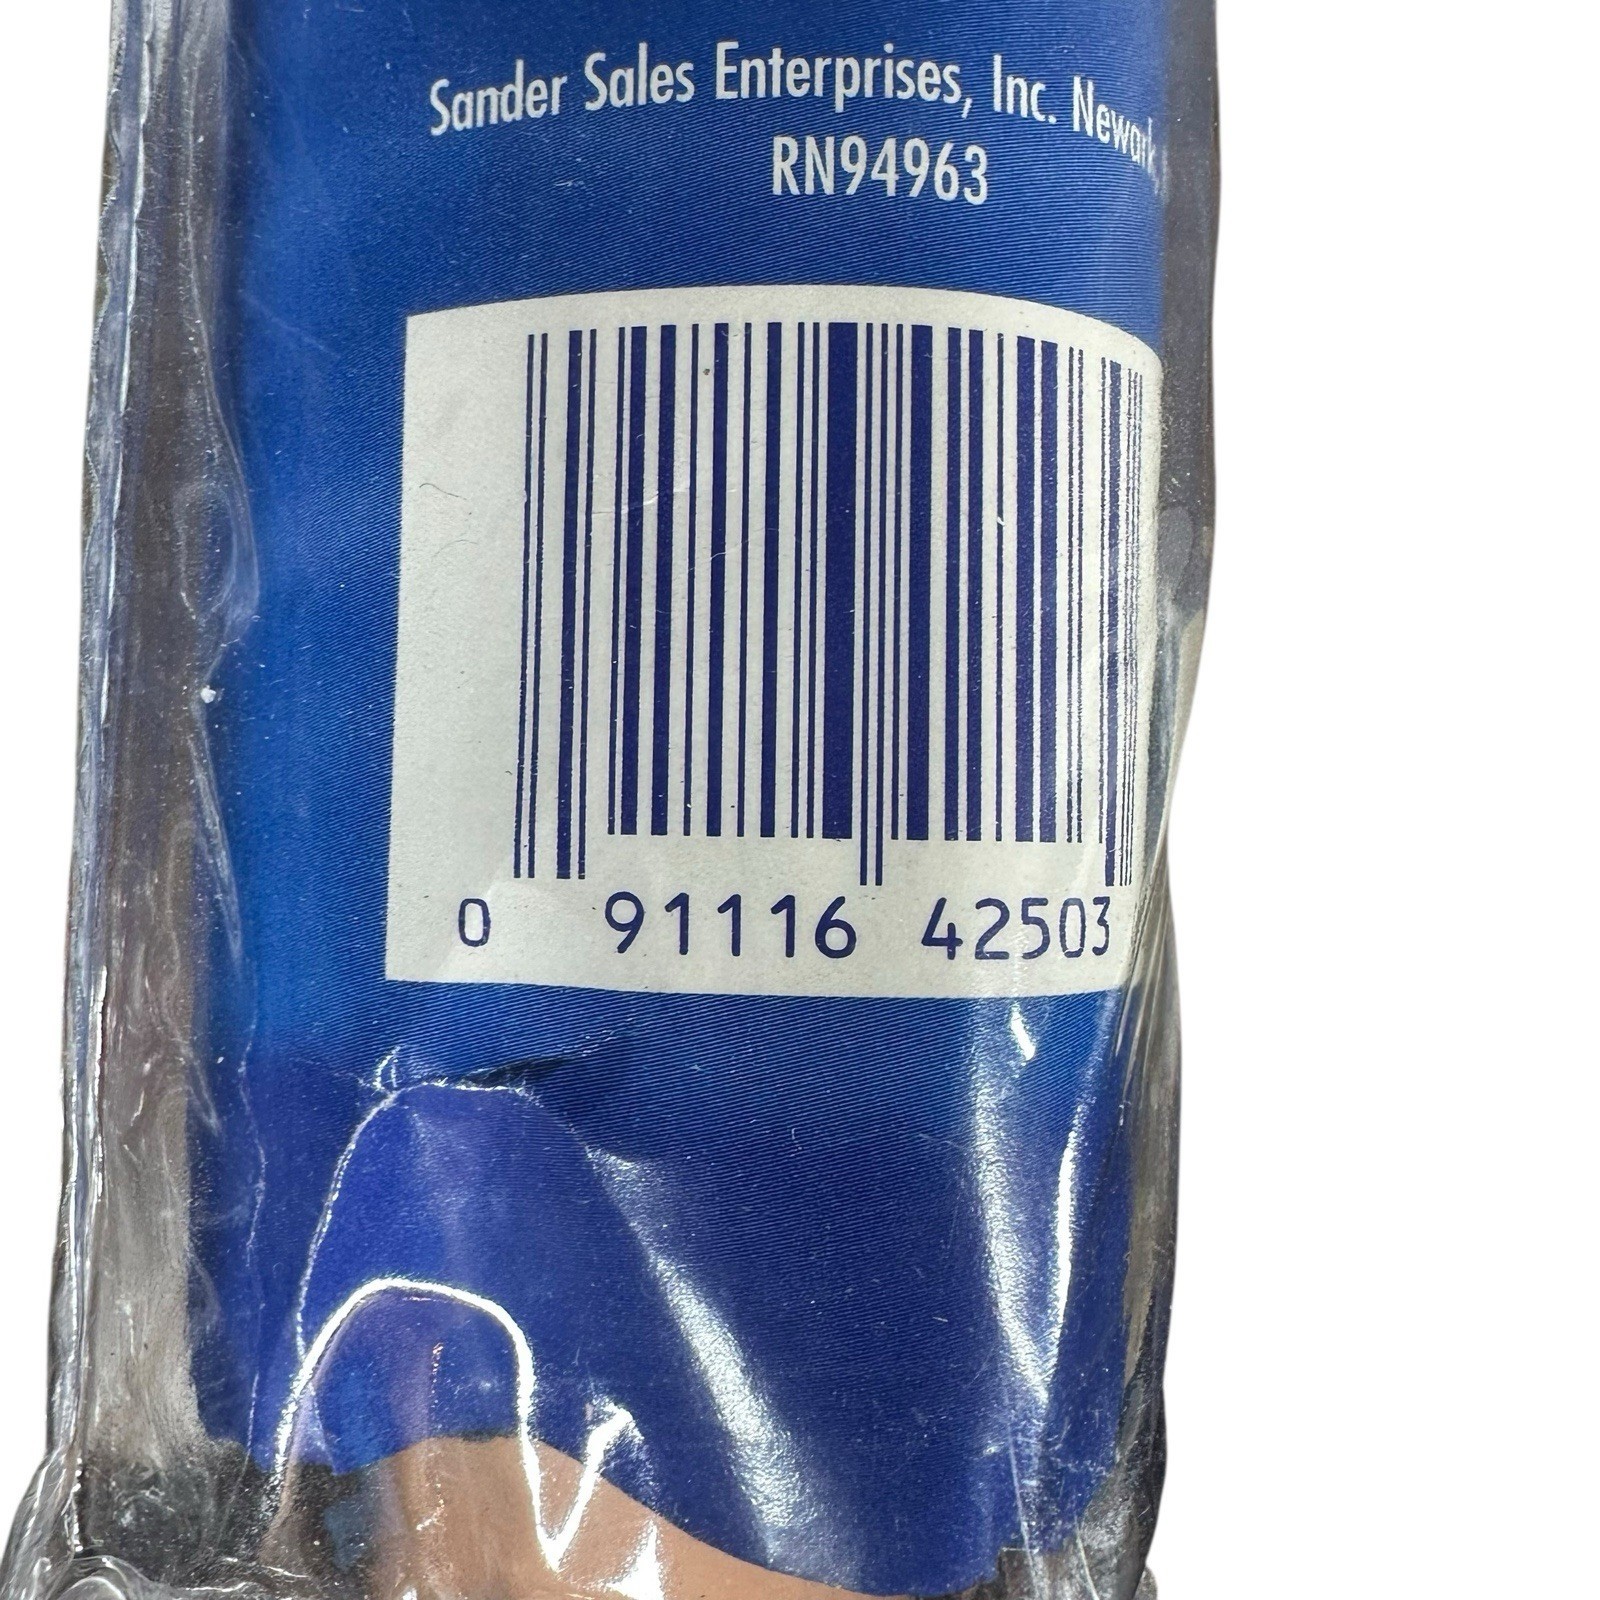 Sander Sales Enterprises, Inc. Newark
RN94963
0 91116 42503